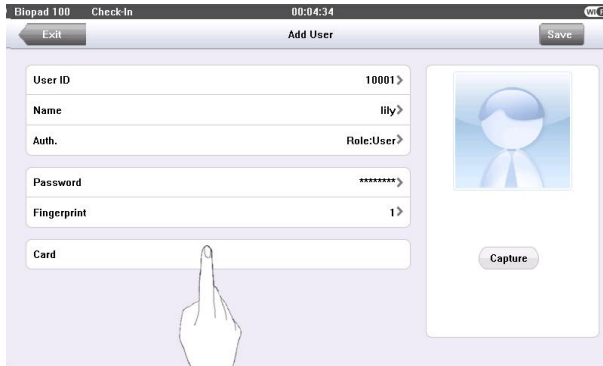 Biopad 100 Check-In 00:04:34
Exit Add User Save
User ID 10001
Name lily
Auth. Role:User
Password ********
Fingerprint 1
Card
Capture